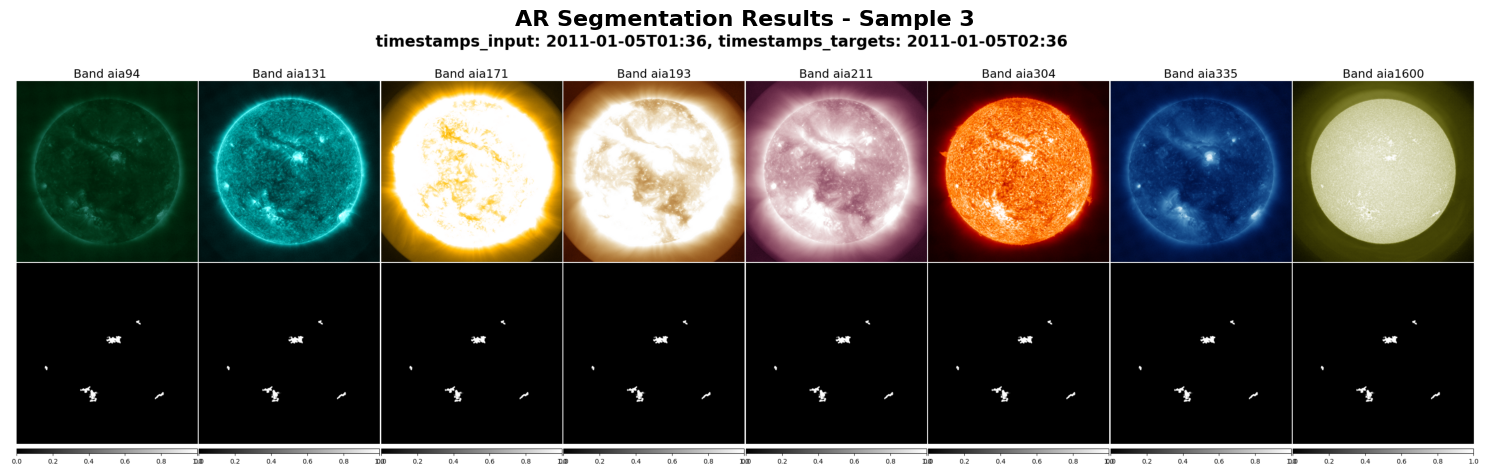 AR Segmentation Results - Sample 3
timestamps_input: 2011-01-05T01:36, timestamps_targets: 2011-01-05T02:36
Band aia94 Band aia131 Band aia171 Band aia193 Band aia211 Band aia304 Band aia335 Band aia1600
0.0 0.2 0.4 0.6 0.8 1.0 0.0 0.2 0.4 0.6 0.8 1.0 0.0 0.2 0.4 0.6 0.8 1.0 0.0 0.2 0.4 0.6 0.8 1.0 0.0 0.2 0.4 0.6 0.8 1.0 0.0 0.2 0.4 0.6 0.8 1.0 0.0 0.2 0.4 0.6 0.8 1.0 0.0 0.2 0.4 0.6 0.8 1.0